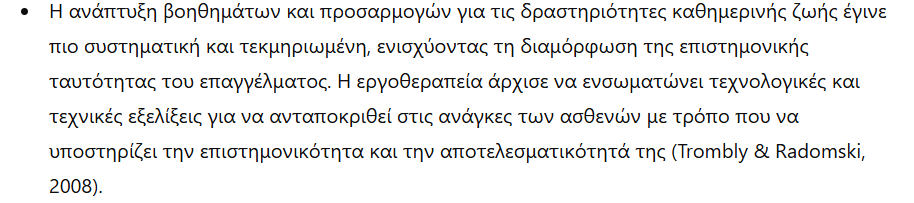 • Η ανάπτυξη βοηθημάτων και προσαρμογών για τις δραστηριότητες καθημερινής ζωής έγινε
πιο συστηματική και τεκμηριωμένη, ενισχύοντας τη διαμόρφωση της επιστημονικής
ταυτότητας του επαγγέλματος. Η εργοθεραπεία άρχισε να ενσωματώνει τεχνολογικές και
τεχνικές εξελίξεις για να ανταποκριθεί στις ανάγκες των ασθενών με τρόπο που να
υποστηρίζει την επιστημονικότητα και την αποτελεσματικότητά της (Trombly & Radomski,
2008).